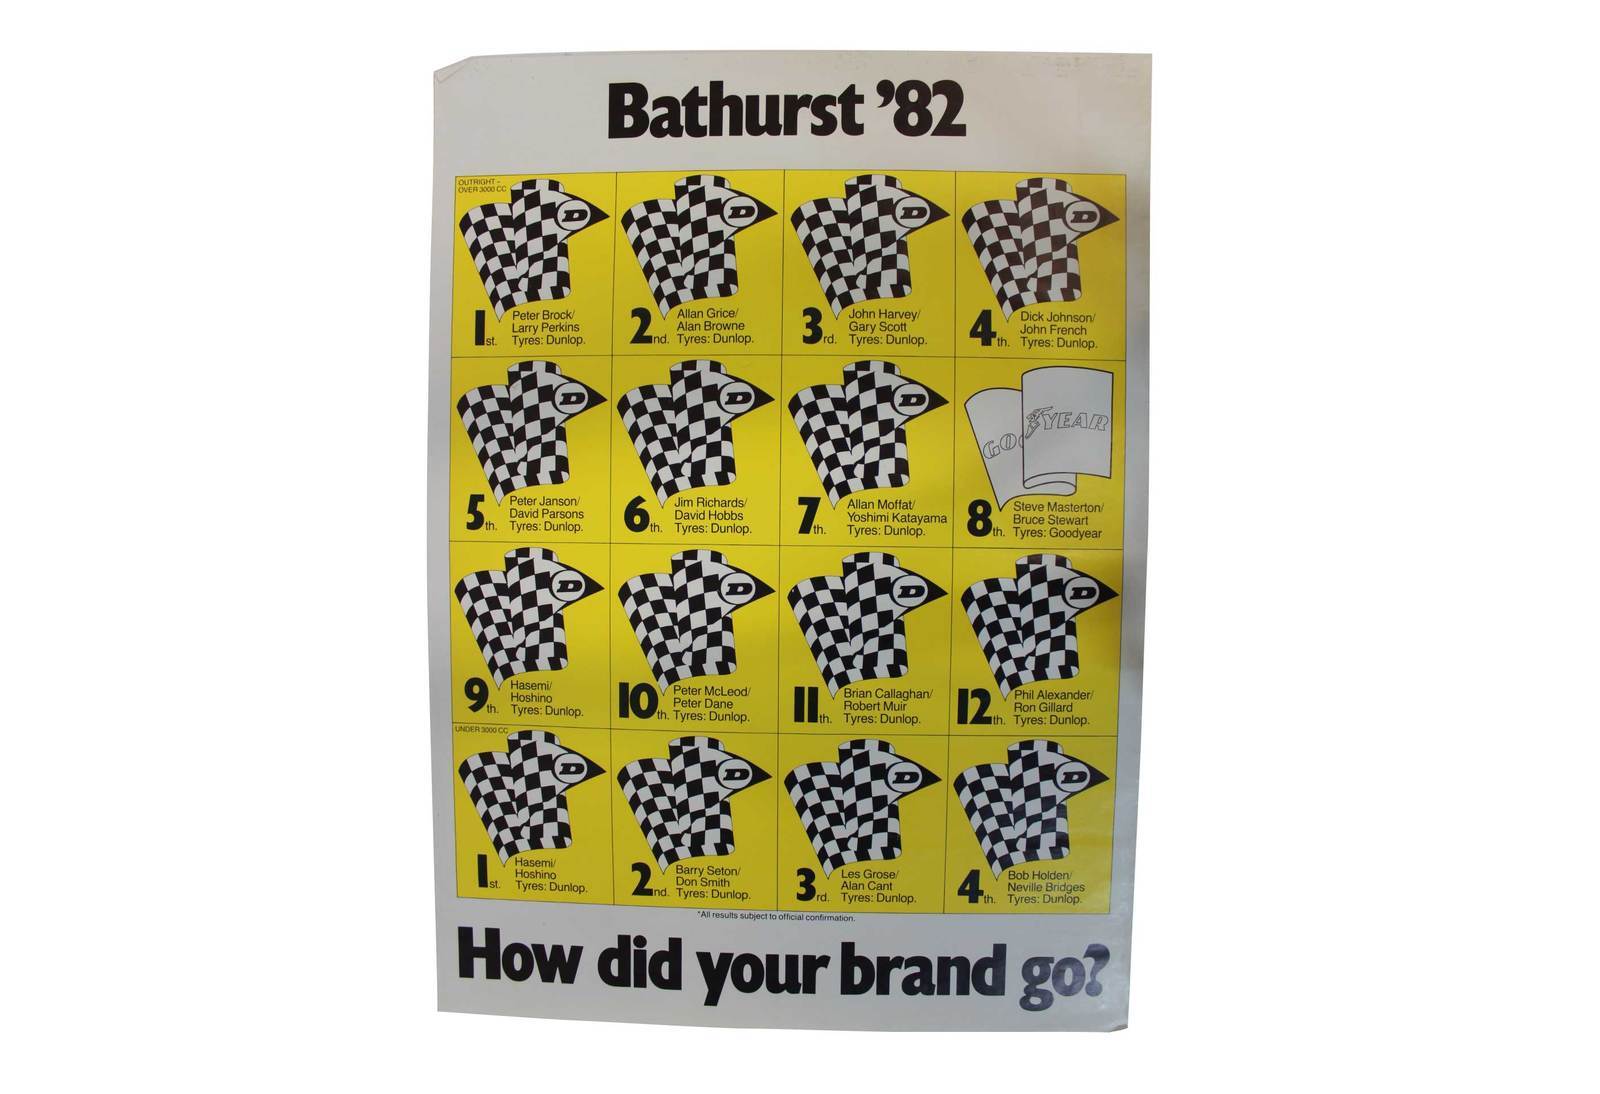 Bathurst ’82
OUTRIGHT –
OVER 3000 CC
D
1st.
Peter Brock/
Larry Perkins
Tyres: Dunlop.
D
2nd.
Allan Grice/
Alan Browne
Tyres: Dunlop.
D
3rd.
John Harvey/
Gary Scott
Tyres: Dunlop.
D
4th.
Dick Johnson/
John French
Tyres: Dunlop.
D
5th.
Peter Janson/
David Parsons
Tyres: Dunlop.
D
6th.
Jim Richards/
David Hobbs
Tyres: Dunlop.
D
7th.
Allan Moffat/
Yoshimi Katayama
Tyres: Dunlop.
GOODYEAR
8th.
Steve Masterton/
Bruce Stewart
Tyres: Goodyear
D
9th.
Hasemi/
Hoshino
Tyres: Dunlop.
D
10th.
Peter McLeod/
Peter Dane
Tyres: Dunlop.
D
11th.
Brian Callaghan/
Robert Muir
Tyres: Dunlop.
D
12th.
Phil Alexander/
Ron Gillard
Tyres: Dunlop.
UNDER 3000 CC
D
1st.
Hasemi/
Hoshino
Tyres: Dunlop.
D
2nd.
Barry Seton/
Don Smith
Tyres: Dunlop.
D
3rd.
Les Grose/
Alan Cant
Tyres: Dunlop.
D
4th.
Bob Holden/
Neville Bridges
Tyres: Dunlop.
*All results subject to official confirmation.
How did your brand go?